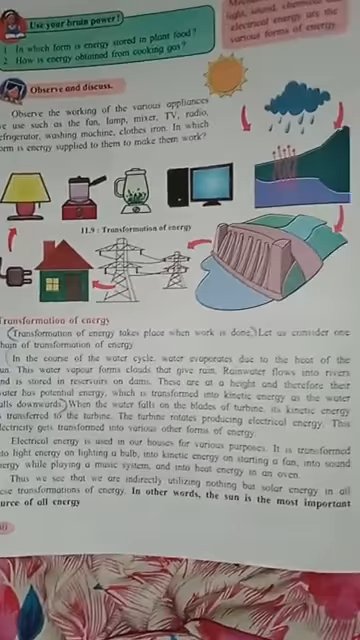 Use your brain power!
1. In which form is energy stored in plant food?
2. How is energy obtained from cooking gas?
light, sound, chemical
electrical energy are the
various forms of energy.
Observe and discuss.
Observe the working of the various appliances
we use such as the fan, lamp, mixer, TV, radio,
refrigerator, washing machine, clothes iron. In which
form is energy supplied to them to make them work?
11.9 : Transformation of energy
Transformation of energy
Transformation of energy takes place when work is done. Let us consider one
chain of transformation of energy
In the course of the water cycle, water evaporates due to the heat of the
sun. This water vapour forms clouds that give rain. Rainwater flows into rivers
and is stored in reservoirs on dams. These are at a height and therefore their
water has potential energy, which is transformed into kinetic energy as the water
falls downwards. When the water falls on the blades of turbine, its kinetic energy
is transferred to the turbine. The turbine rotates producing electrical energy. This
electricity gets transformed into various other forms of energy.
Electrical energy is used in our houses for various purposes. It is transformed
into light energy on lighting a bulb, into kinetic energy on starting a fan, into sound
energy while playing a music system, and into heat energy in an oven.
Thus we see that we are indirectly utilizing nothing but solar energy in all
these transformations of energy. In other words, the sun is the most important
source of all energy